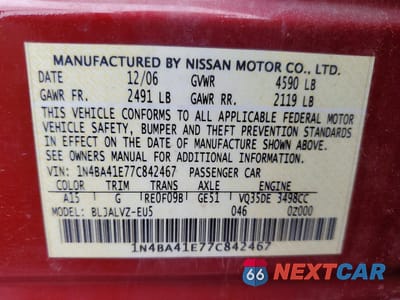 MANUFACTURED BY NISSAN MOTOR CO., LTD.
DATE 12/06 GVWR 4590 LB
GAWR FR. 2491 LB GAWR RR. 2119 LB
THIS VEHICLE CONFORMS TO ALL APPLICABLE FEDERAL MOTOR
VEHICLE SAFETY, BUMPER AND THEFT PREVENTION STANDARDS
IN EFFECT ON THE DATE OF MANUFACTURE SHOWN ABOVE.
SEE OWNERS MANUAL FOR ADDITIONAL INFORMATION.
VIN: 1N4BA41E77C842467 PASSENGER CAR
COLOR TRIM TRANS AXLE ENGINE
A15 G RE0F09B GE51 VQ35DE 3498CC
MODEL: BLJALVZ-EU5 046 0Z000
1N4BA41E77C842467
66 NEXTCAR